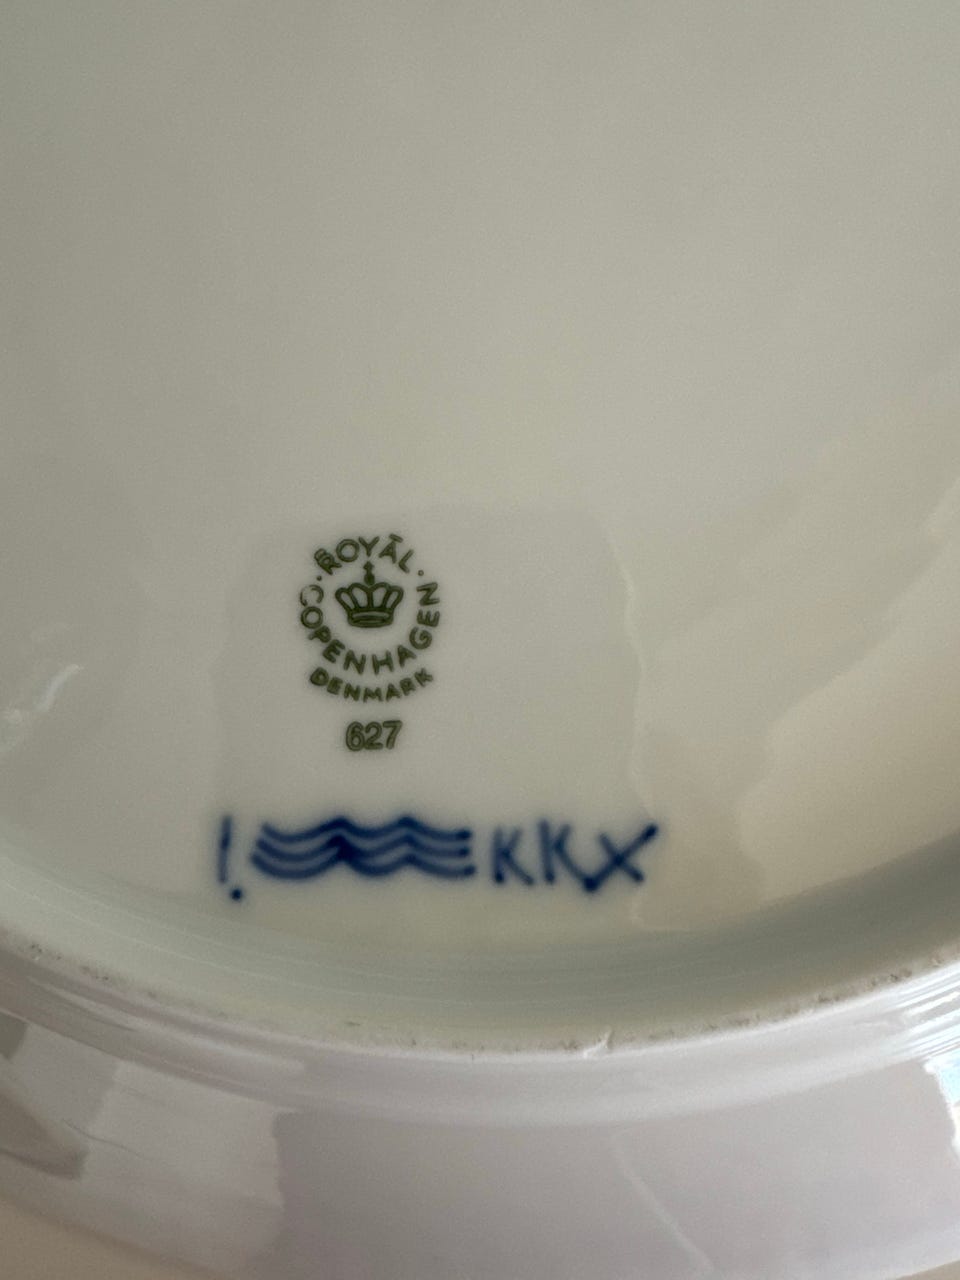 ROYAL
COPENHAGEN
DENMARK
627
KKX